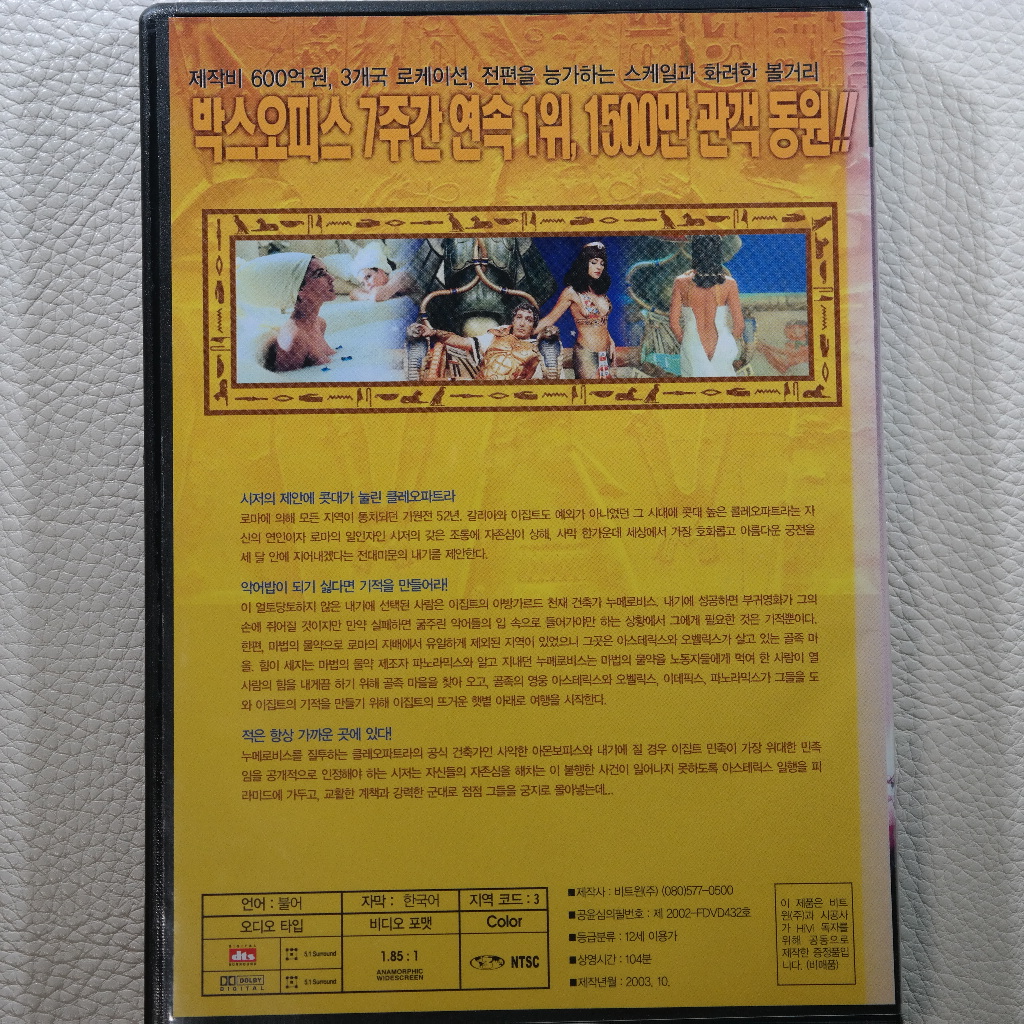 제작비 600억원, 3개국 로케이션, 전편을 능가하는 스케일과 화려한 볼거리
박스오피스 7주간 연속 1위, 1500만 관객 동원!!
시저의 제안에 콧대가 눌린 클레오파트라
로마에 의해 모든 지역이 통치되던 기원전 52년. 갈리아와 이집트도 예외가 아니였던 그 시대에 콧대 높은 클레오파트라는 자
신의 연인이자 로마의 일인자인 시저의 갖은 조롱에 자존심이 상해, 사막 한가운데 세상에서 가장 호화롭고 아름다운 궁전을
세 달 안에 지어내겠다는 전대미문의 내기를 제안한다.
악어밥이 되기 싫다면 기적을 만들어라!
이 얼토당토하지 않은 내기에 선택된 사람은 이집트의 아방가르드 천재 건축가 누메로비스. 내기에 성공하면 부귀영화가 그의
손에 쥐어질 것이지만 만약 실패하면 굶주린 악어들의 입 속으로 들어가야만 하는 상황에서 그에게 필요한 것은 기적뿐이다.
한편, 마법의 물약으로 로마의 지배에서 유일하게 제외된 지역이 있었으니 그곳은 아스테릭스와 오벨릭스가 살고 있는 골족 마
을. 힘이 세지는 마법의 물약 제조자 파노라믹스와 알고 지내던 누메로비스는 마법의 물약을 노동자들에게 먹여 한 사람이 열
사람의 힘을 내게끔 하기 위해 골족 마을을 찾아 오고, 골족의 영웅 아스테릭스와 오벨릭스, 이데픽스, 파노라믹스가 그들을 도
와 이집트의 기적을 만들기 위해 이집트의 뜨거운 햇볕 아래로 여행을 시작한다.
적은 항상 가까운 곳에 있다!
누메로비스를 질투하는 클레오파트라의 공식 건축가인 사악한 아몬보피스와 내기에 질 경우 이집트 민족이 가장 위대한 민족
임을 공개적으로 인정해야 하는 시저는 자신들의 자존심을 해치는 이 불행한 사건이 일어나지 못하도록 아스테릭스 일행을 피
라미드에 가두고, 교활한 계책과 강력한 군대로 점점 그들을 궁지로 몰아넣는데...
언어 : 불어
자막 : 한국어
지역 코드 : 3
오디오 타입
비디오 포맷
Color
DIGITAL dts SURROUND 5.1 Surround
DOLBY DIGITAL 5.1 Surround
1.85 : 1
ANAMORPHIC
WIDESCREEN
NTSC
■제작사 : 비트윈(주) (080)577-0500
■공윤심의필번호 : 제 2002-FDVD432호
■등급분류 : 12세 이용가
■상영시간 : 104분
■제작년월 : 2003. 10.
이 제품은 비트
윈(주)과 시공사
가 HIVI 독자를
위해 공동으로
제작한 증정품입
니다. (비매품)